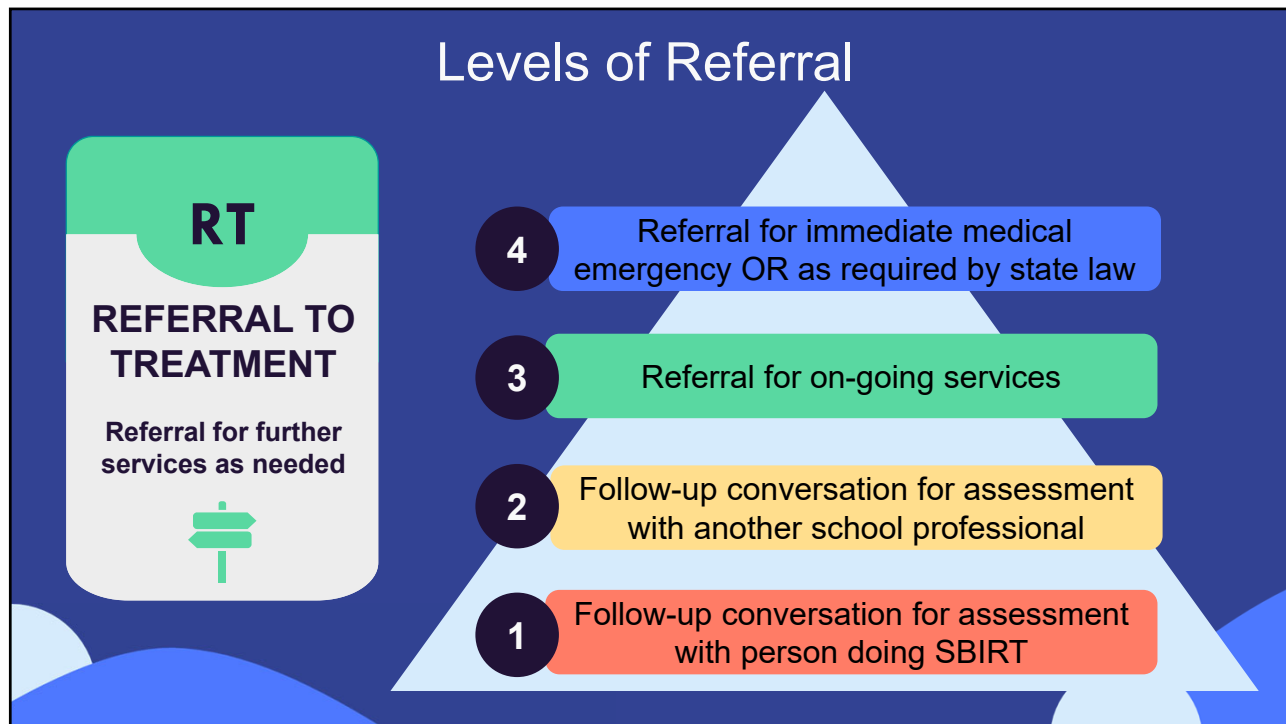 Levels of Referral
RT
REFERRAL TO
TREATMENT
Referral for further
services as needed
4
Referral for immediate medical
emergency OR as required by state law
3
Referral for on-going services
2
Follow-up conversation for assessment
with another school professional
1
Follow-up conversation for assessment
with person doing SBIRT